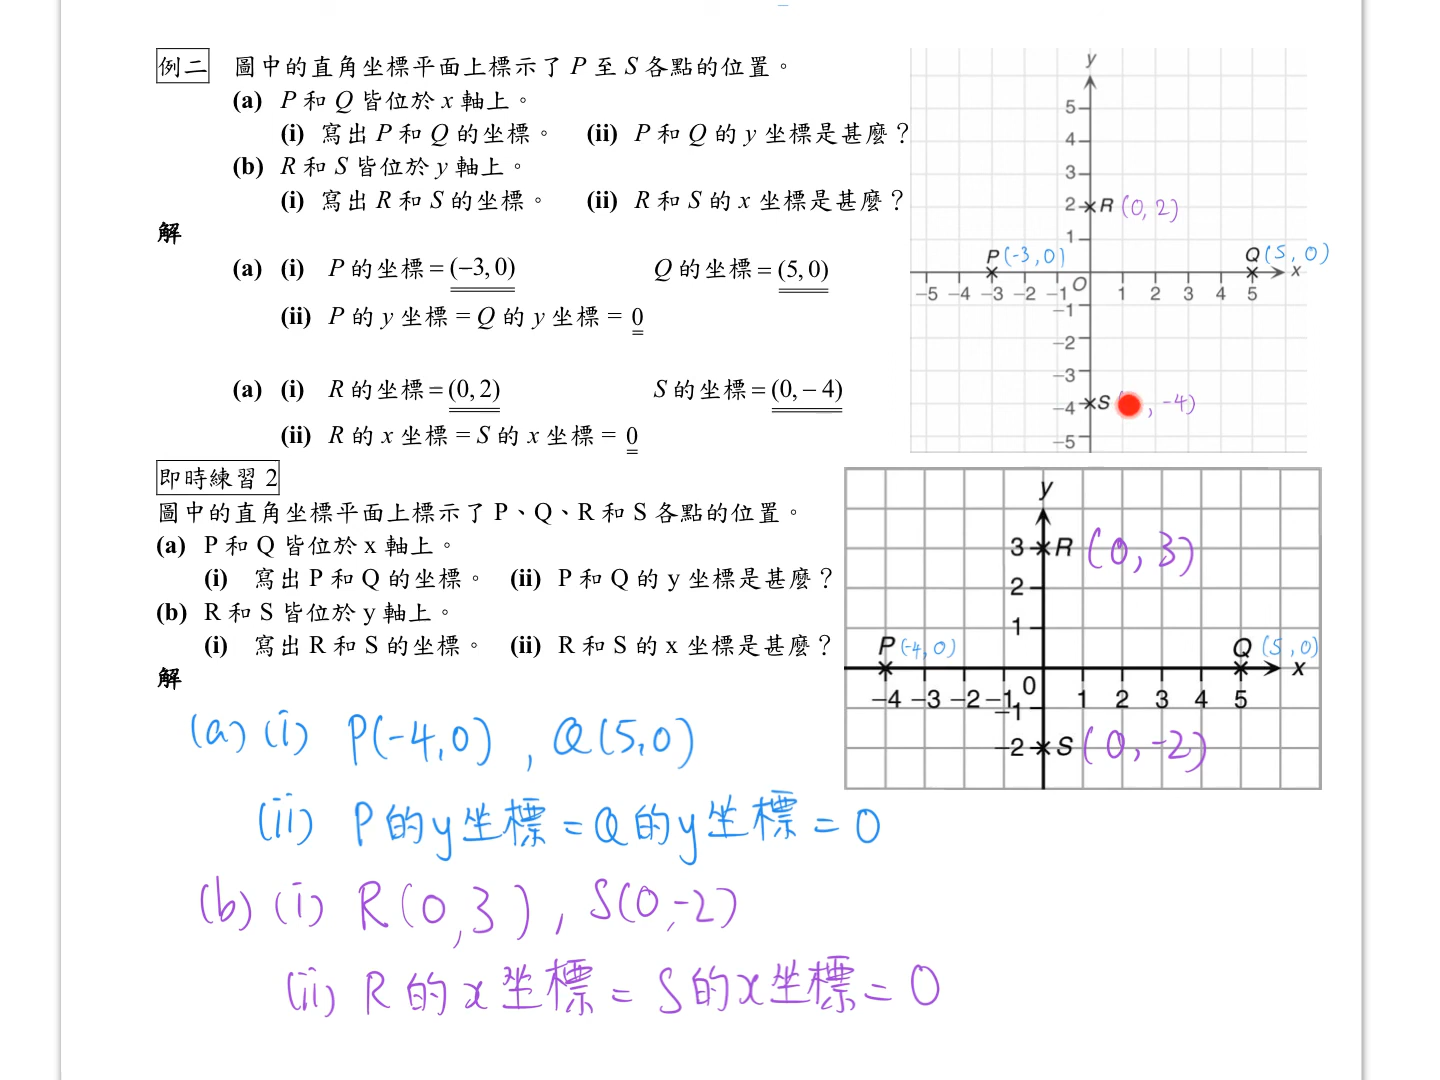 例二 圖中的直角坐標平面上標示了 P 至 S 各點的位置。
(a) P 和 Q 皆位於 x 軸上。
(i) 寫出 P 和 Q 的坐標。 (ii) P 和 Q 的 y 坐標是甚麼？
(b) R 和 S 皆位於 y 軸上。
(i) 寫出 R 和 S 的坐標。 (ii) R 和 S 的 x 坐標是甚麼？
解
(a) (i) P 的坐標 = (−3, 0) Q 的坐標 = (5, 0)
(ii) P 的 y 坐標 = Q 的 y 坐標 = 0
(a) (i) R 的坐標 = (0, 2) S 的坐標 = (0, − 4)
(ii) R 的 x 坐標 = S 的 x 坐標 = 0
y
5
4
3
2 R (0, 2)
1
P (-3, 0) Q (5, 0)
x
−5 −4 −3 −2 −1 O 1 2 3 4 5
−1
−2
−3
−4 S , -4)
−5
即時練習 2
圖中的直角坐標平面上標示了 P、Q、R 和 S 各點的位置。
(a) P 和 Q 皆位於 x 軸上。
(i) 寫出 P 和 Q 的坐標。 (ii) P 和 Q 的 y 坐標是甚麼？
(b) R 和 S 皆位於 y 軸上。
(i) 寫出 R 和 S 的坐標。 (ii) R 和 S 的 x 坐標是甚麼？
解
y
3 R (0, 3)
2
1
P (-4, 0) Q (5, 0)
x
−4 −3 −2 −1 0 1 2 3 4 5
−1
−2 S (0, -2)
(a) (i) P(-4, 0) , Q(5, 0)
(ii) P的y坐標 = Q的y坐標 = 0
(b) (i) R(0, 3) , S(0, -2)
(ii) R的x坐標 = S的x坐標 = 0